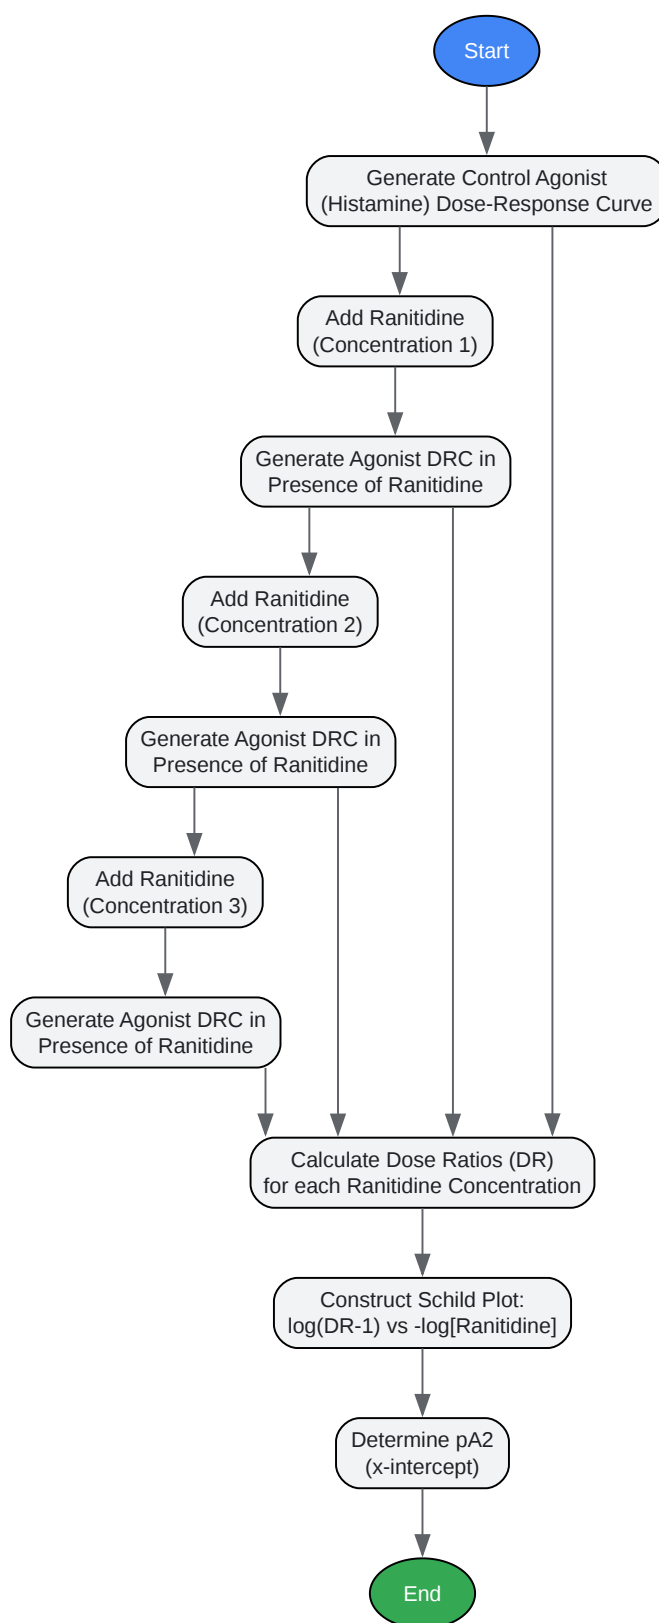 Start
Generate Control Agonist
(Histamine) Dose-Response Curve
Add Ranitidine
(Concentration 1)
Generate Agonist DRC in
Presence of Ranitidine
Add Ranitidine
(Concentration 2)
Generate Agonist DRC in
Presence of Ranitidine
Add Ranitidine
(Concentration 3)
Generate Agonist DRC in
Presence of Ranitidine
Calculate Dose Ratios (DR)
for each Ranitidine Concentration
Construct Schild Plot:
log(DR-1) vs -log[Ranitidine]
Determine pA2
(x-intercept)
End